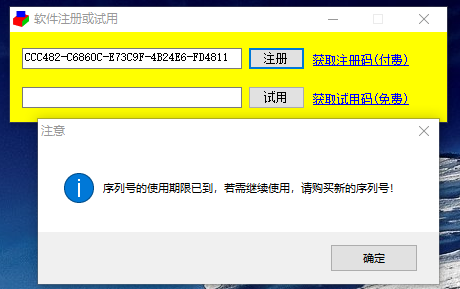 软件注册或试用
CCC482-C6860C-E73C9F-4B24E6-FD4811 注册 获取注册码(付费)
试用 获取试用码(免费)
注意
序列号的使用期限已到，若需继续使用，请购买新的序列号!
确定